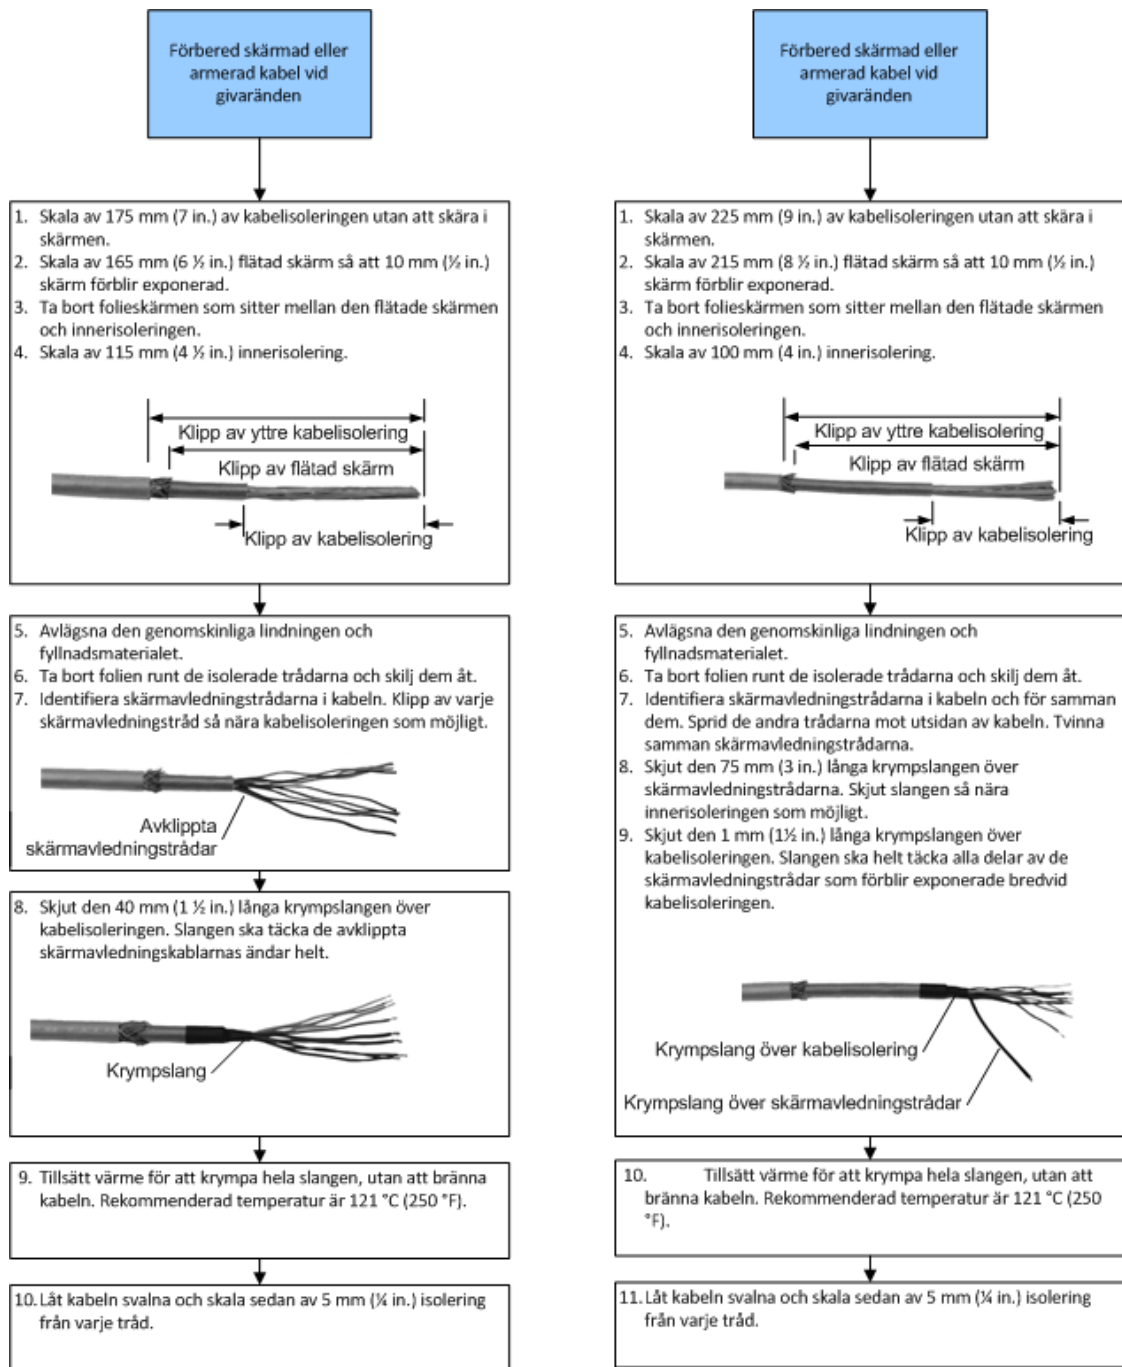 Förbered skärmad eller
armerad kabel vid
givaränden
1. Skala av 175 mm (7 in.) av kabelisoleringen utan att skära i
skärmen.
2. Skala av 165 mm (6 ½ in.) flätad skärm så att 10 mm (½ in.)
skärm förblir exponerad.
3. Ta bort folieskärmen som sitter mellan den flätade skärmen
och innerisoleringen.
4. Skala av 115 mm (4 ½ in.) innerisolering.
Klipp av yttre kabelisolering
Klipp av flätad skärm
Klipp av kabelisolering
5. Avlägsna den genomskinliga lindningen och
fyllnadsmaterialet.
6. Ta bort folien runt de isolerade trådarna och skilj dem åt.
7. Identifiera skärmavledningstrådarna i kabeln. Klipp av varje
skärmavledningstråd så nära kabelisoleringen som möjligt.
Avklippta
skärmavledningstrådar
8. Skjut den 40 mm (1 ½ in.) långa krympslangen över
kabelisoleringen. Slangen ska täcka de avklippta
skärmavledningskablarnas ändar helt.
Krympslang
9. Tillsätt värme för att krympa hela slangen, utan att bränna
kabeln. Rekommenderad temperatur är 121 °C (250 °F).
10. Låt kabeln svalna och skala sedan av 5 mm (¼ in.) isolering
från varje tråd.
Förbered skärmad eller
armerad kabel vid
givaränden
1. Skala av 225 mm (9 in.) av kabelisoleringen utan att skära i
skärmen.
2. Skala av 215 mm (8 ½ in.) flätad skärm så att 10 mm (½ in.)
skärm förblir exponerad.
3. Ta bort folieskärmen som sitter mellan den flätade skärmen
och innerisoleringen.
4. Skala av 100 mm (4 in.) innerisolering.
Klipp av yttre kabelisolering
Klipp av flätad skärm
Klipp av kabelisolering
5. Avlägsna den genomskinliga lindningen och
fyllnadsmaterialet.
6. Ta bort folien runt de isolerade trådarna och skilj dem åt.
7. Identifiera skärmavledningstrådarna i kabeln och för samman
dem. Sprid de andra trådarna mot utsidan av kabeln. Tvinna
samman skärmavledningstrådarna.
8. Skjut den 75 mm (3 in.) långa krympslangen över
skärmavledningstrådarna. Skjut slangen så nära
innerisoleringen som möjligt.
9. Skjut den 1 mm (1½ in.) långa krympslangen över
kabelisoleringen. Slangen ska helt täcka alla delar av de
skärmavledningstrådar som förblir exponerade bredvid
kabelisoleringen.
Krympslang över kabelisolering
Krympslang över skärmavledningstrådar
10. Tillsätt värme för att krympa hela slangen, utan att
bränna kabeln. Rekommenderad temperatur är 121 °C (250
°F).
11. Låt kabeln svalna och skala sedan av 5 mm (¼ in.) isolering
från varje tråd.